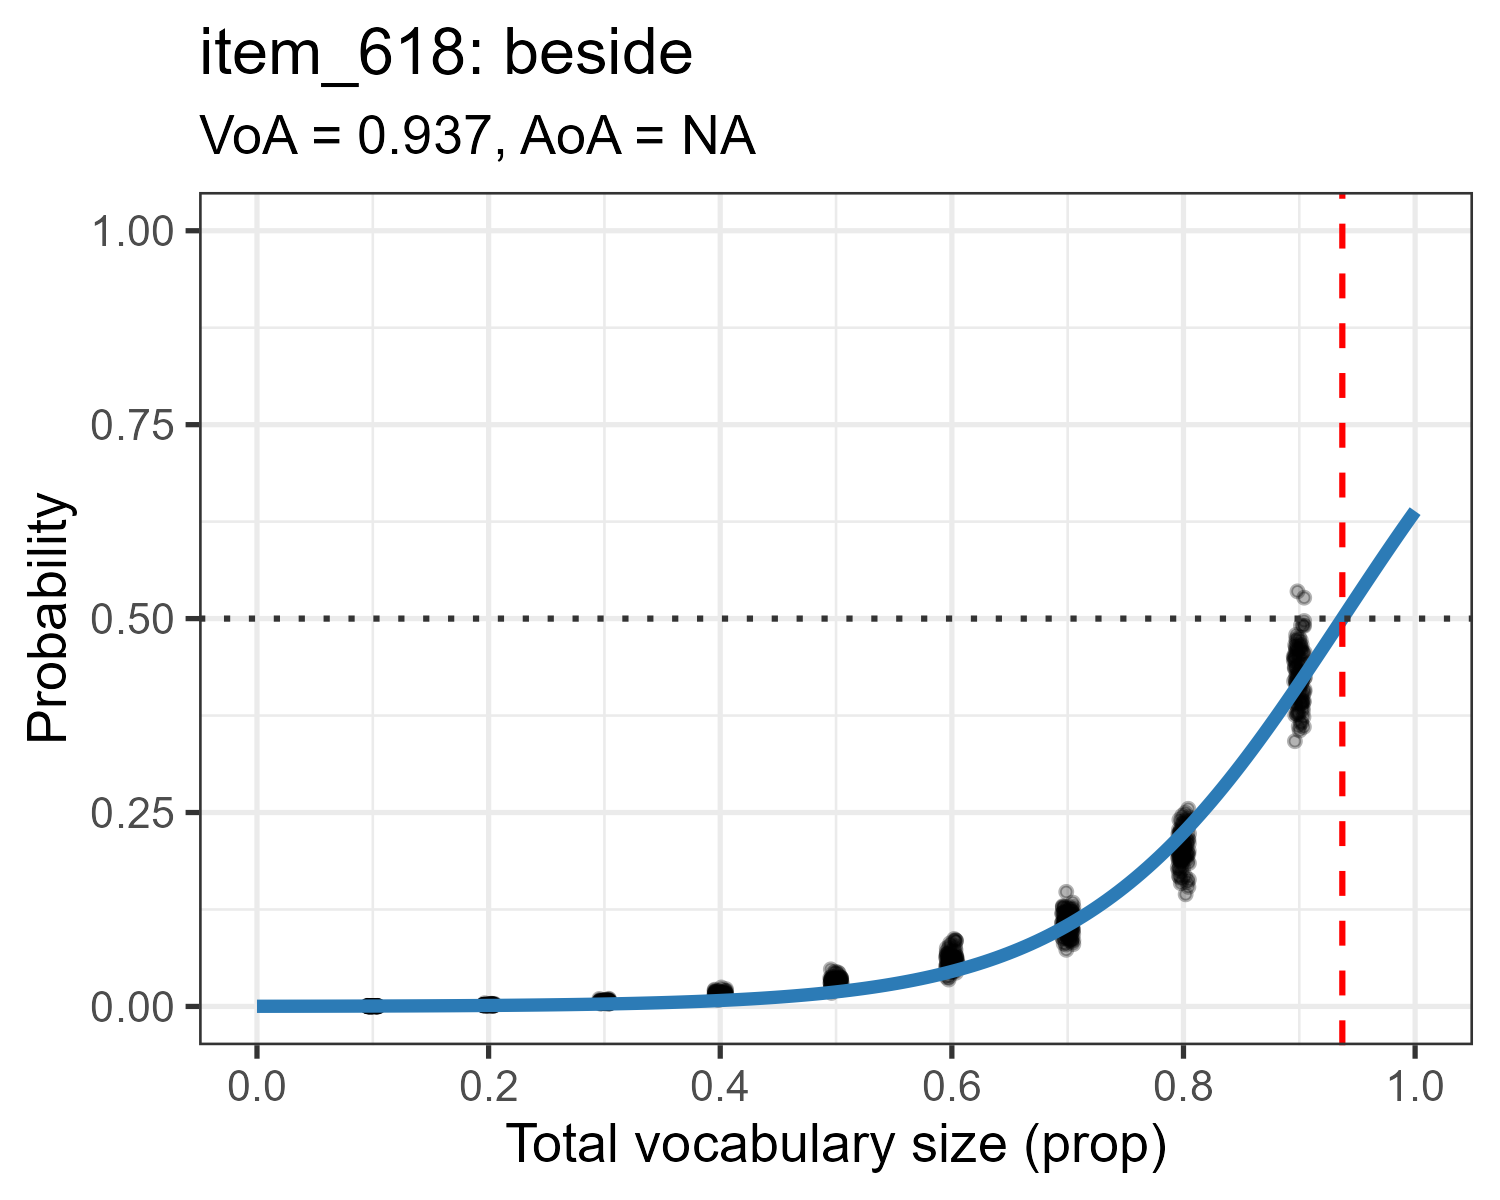 item_618: beside
VoA = 0.937, AoA = NA
1.00
0.75
0.50
0.25
0.00
Probability
0.0 0.2 0.4 0.6 0.8 1.0
Total vocabulary size (prop)